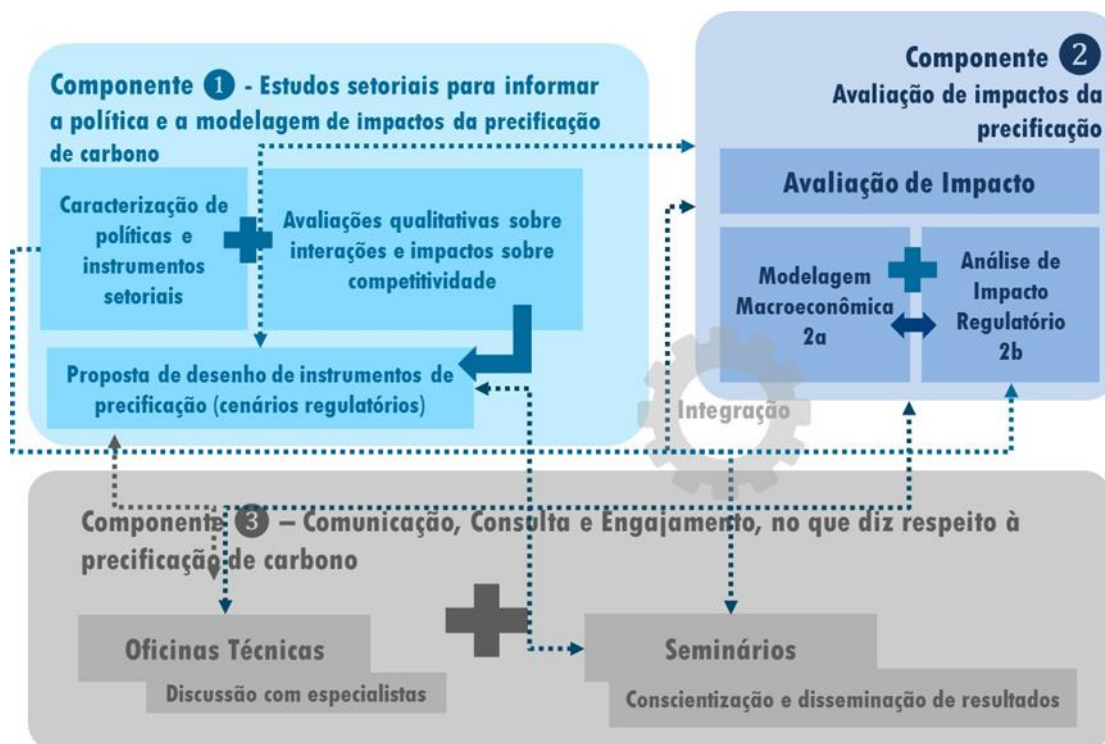 Componente ❶ - Estudos setoriais para informar
a política e a modelagem de impactos da precificação
de carbono
Caracterização de
políticas e
instrumentos
setoriais
Avaliações qualitativas sobre
interações e impactos sobre
competitividade
Proposta de desenho de instrumentos de
precificação (cenários regulatórios)
Componente ❷
Avaliação de impactos da
precificação
Avaliação de Impacto
Modelagem
Macroeconômica
2a
Análise de
Impacto
Regulatório
2b
Integração
Componente ❸ – Comunicação, Consulta e Engajamento, no que diz respeito à
precificação de carbono
Oficinas Técnicas
Discussão com especialistas
Seminários
Conscientização e disseminação de resultados